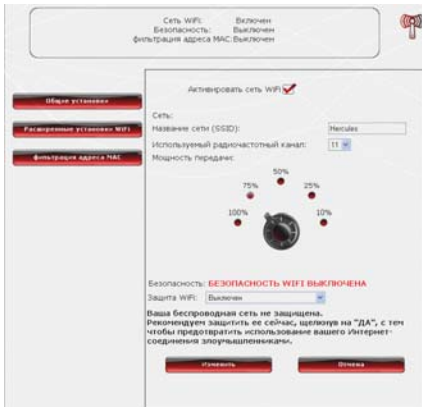 Сеть WiFi: Включен
Безопасность: Выключен
фильтрация адреса MAC: Выключен
Общие установки
Расширенные установки WiFi
фильтрация адреса MAC
Активировать сеть WiFi
Сеть:
Название сети (SSID): Hercules
Используемый радиочастотный канал: 11
Мощность передачи:
50%
75% 25%
100% 10%
Безопасность: БЕЗОПАСНОСТЬ WIFI ВЫКЛЮЧЕНА
Защита WiFi: Выключен
Ваша беспроводная сеть не защищена.
Рекомендуем защитить ее сейчас, щелкнув на "ДА", с тем
чтобы предотвратить использование вашего Интернет-
соединения злоумышленниками.
Изменить Отмена